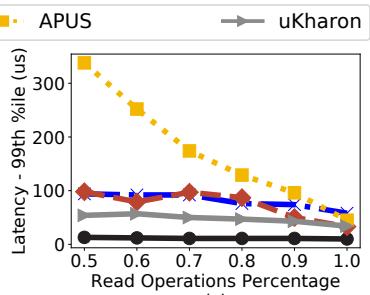 APUS
uKharon
Latency - 99th %ile (us)
300
200
100
0
0.5 0.6 0.7 0.8 0.9 1.0
Read Operations Percentage